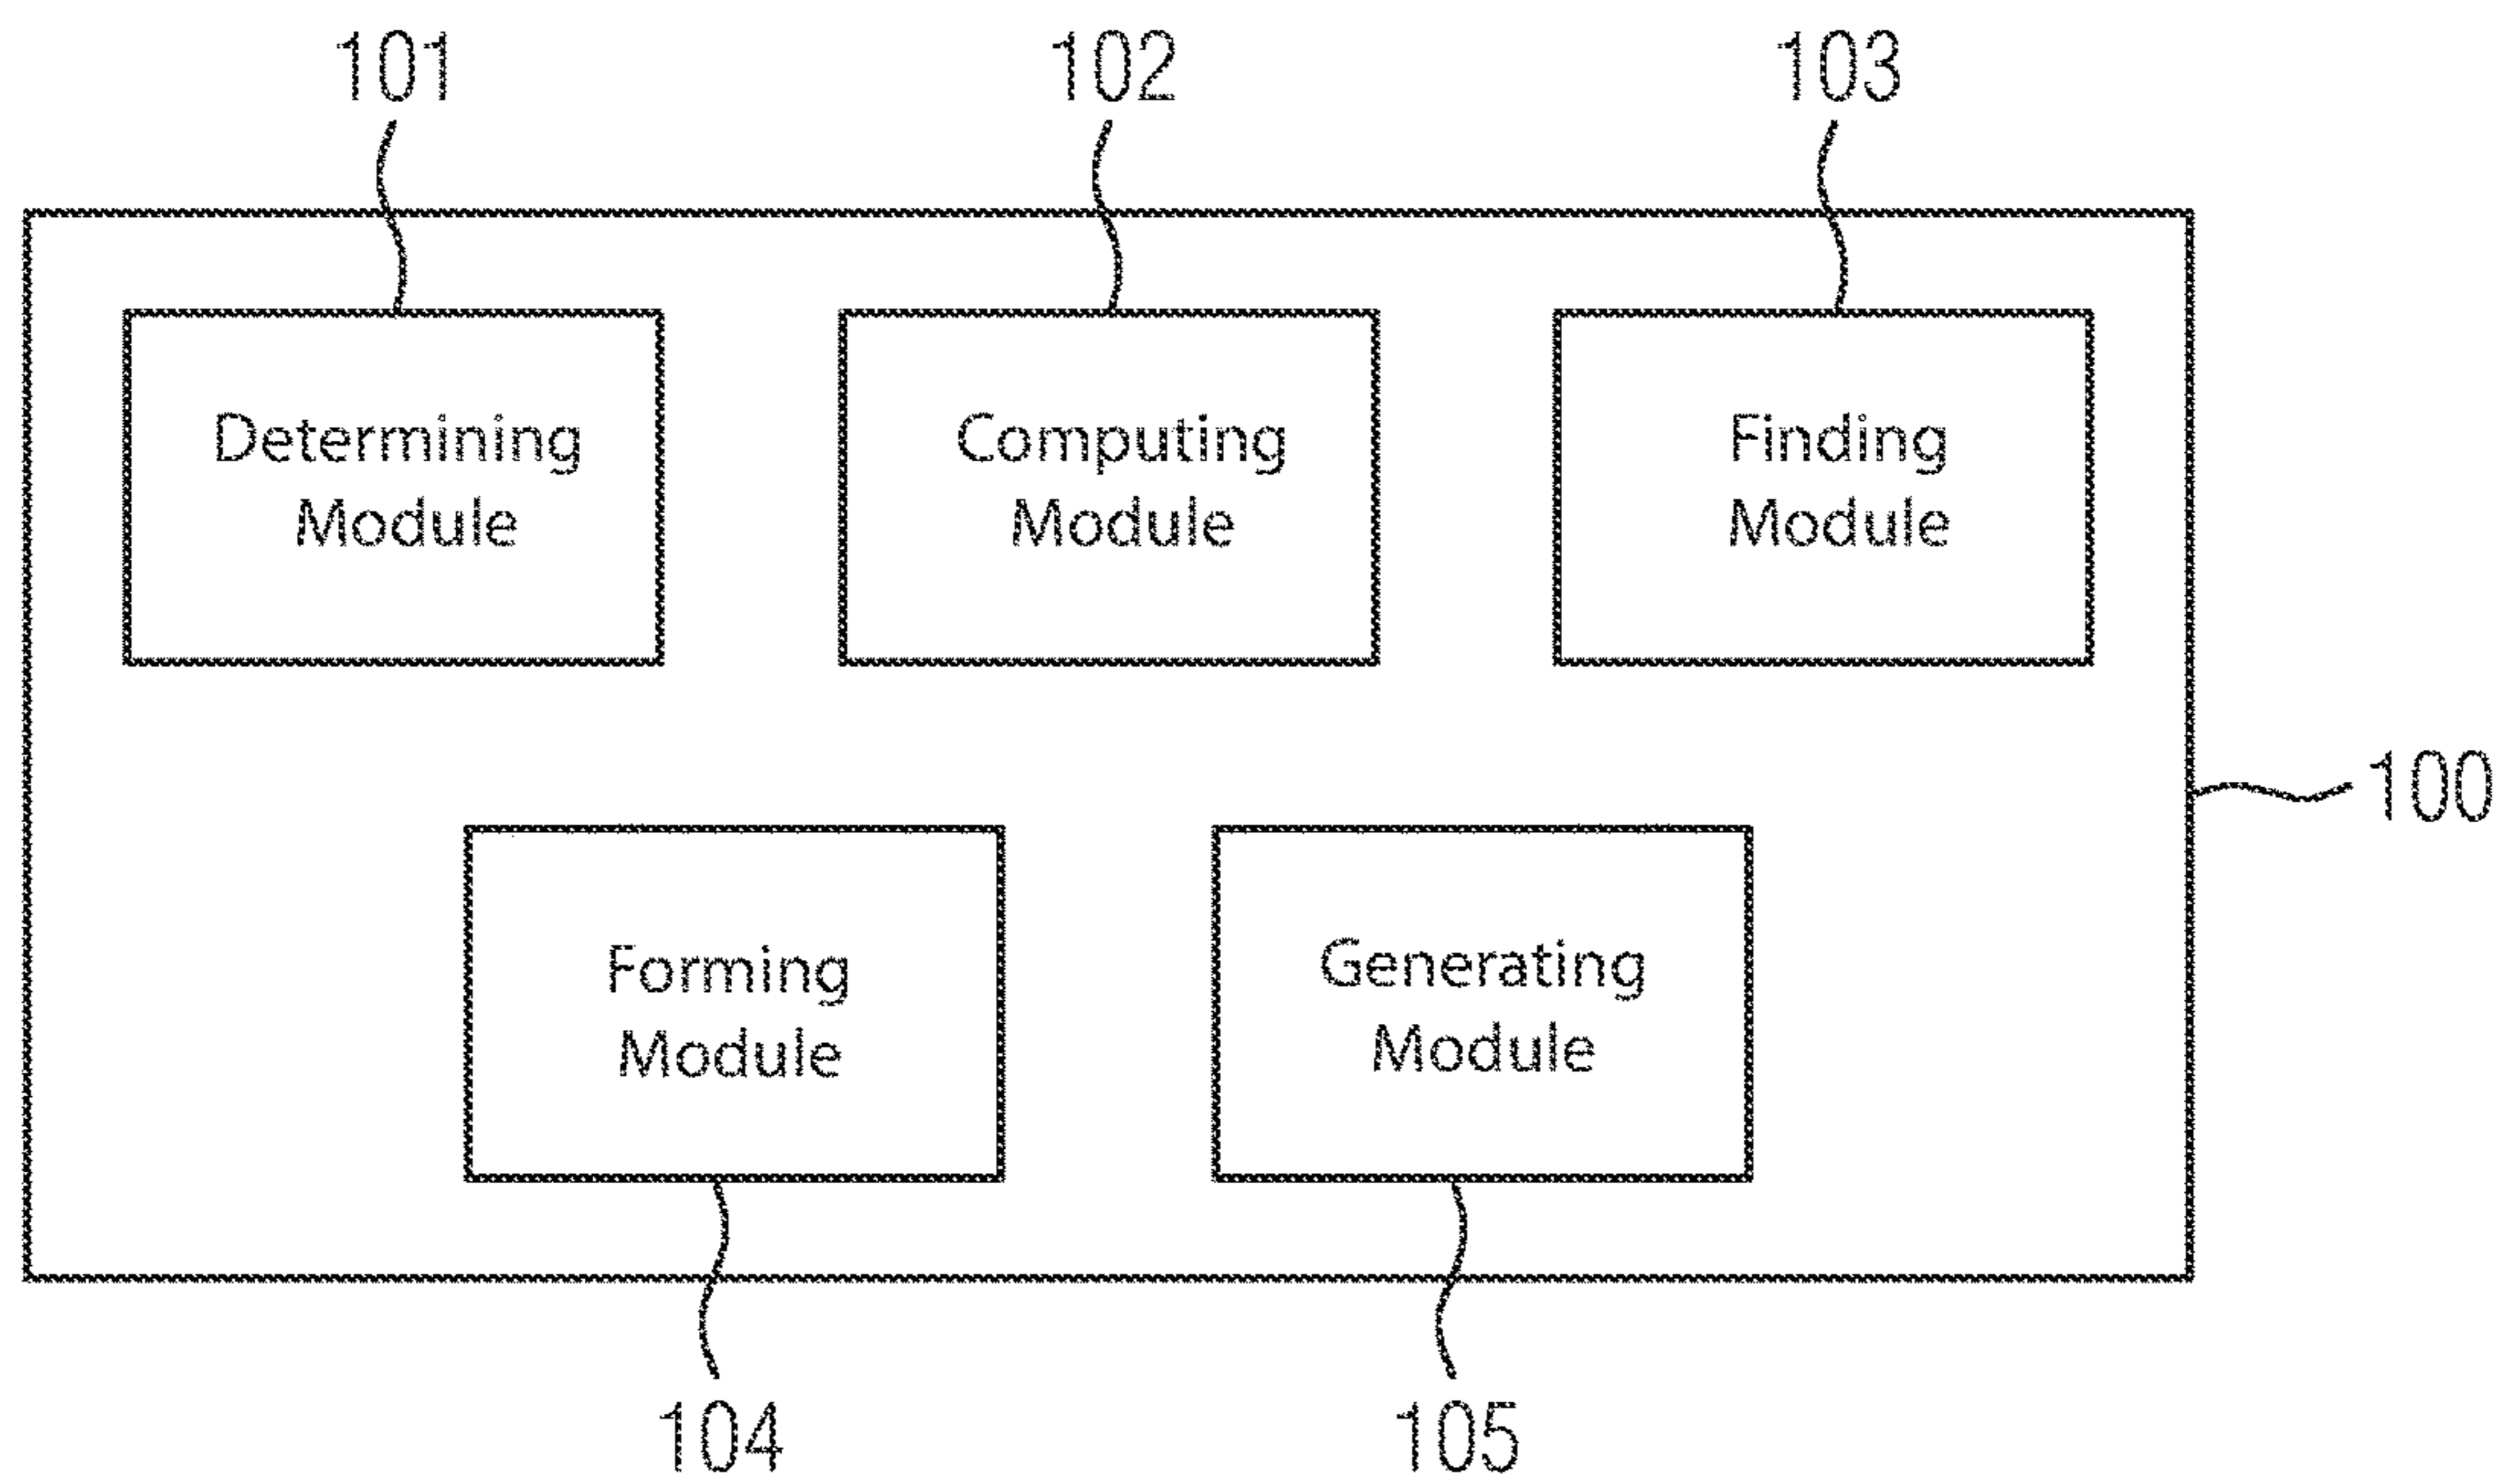 101
102
103
Determining
Module
Computing
Module
Finding
Module
100
Forming
Module
Generating
Module
104
105